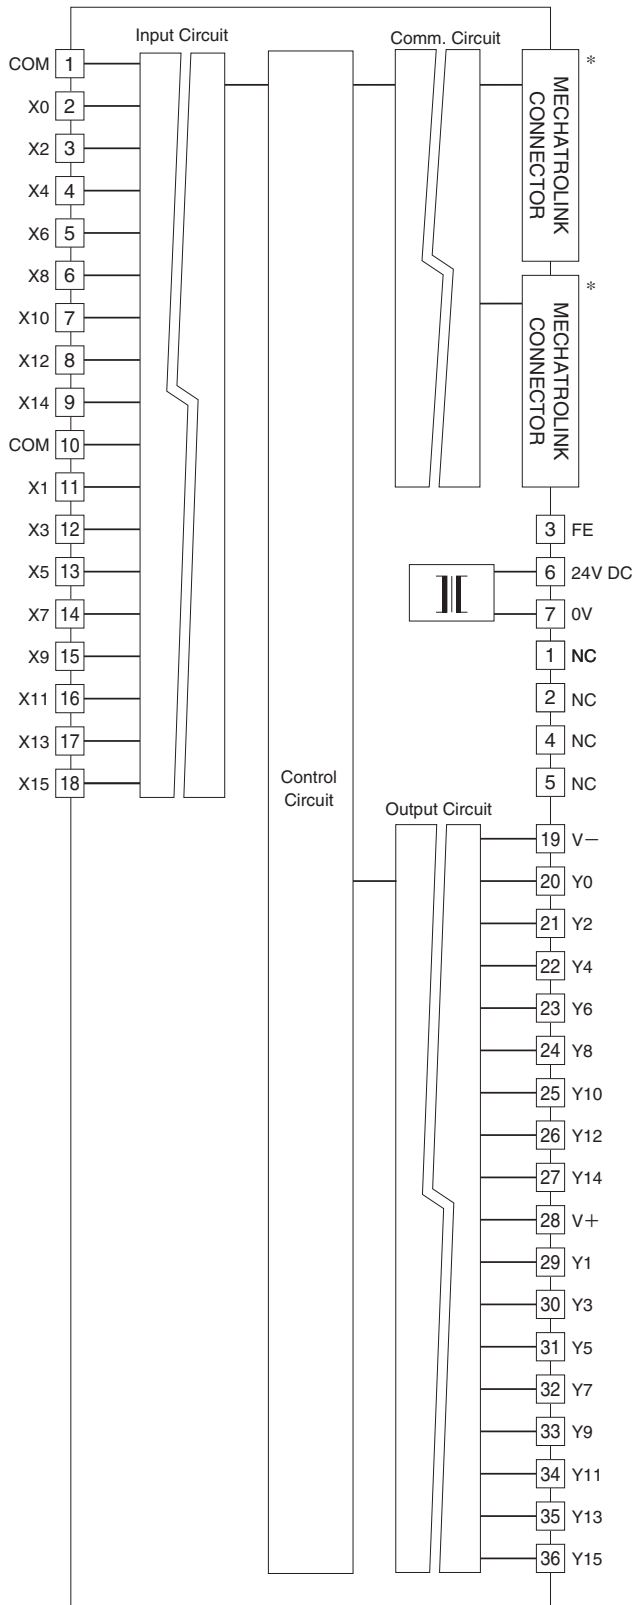 Input Circuit
Comm. Circuit
COM 1
X0 2
X2 3
X4 4
X6 5
X8 6
X10 7
X12 8
X14 9
COM 10
X1 11
X3 12
X5 13
X7 14
X9 15
X11 16
X13 17
X15 18
Control
Circuit
MECHATROLINK
CONNECTOR
*
MECHATROLINK
CONNECTOR
*
3 FE
6 24V DC
7 0V
1 NC
2 NC
4 NC
5 NC
Output Circuit
19 V−
20 Y0
21 Y2
22 Y4
23 Y6
24 Y8
25 Y10
26 Y12
27 Y14
28 V+
29 Y1
30 Y3
31 Y5
32 Y7
33 Y9
34 Y11
35 Y13
36 Y15